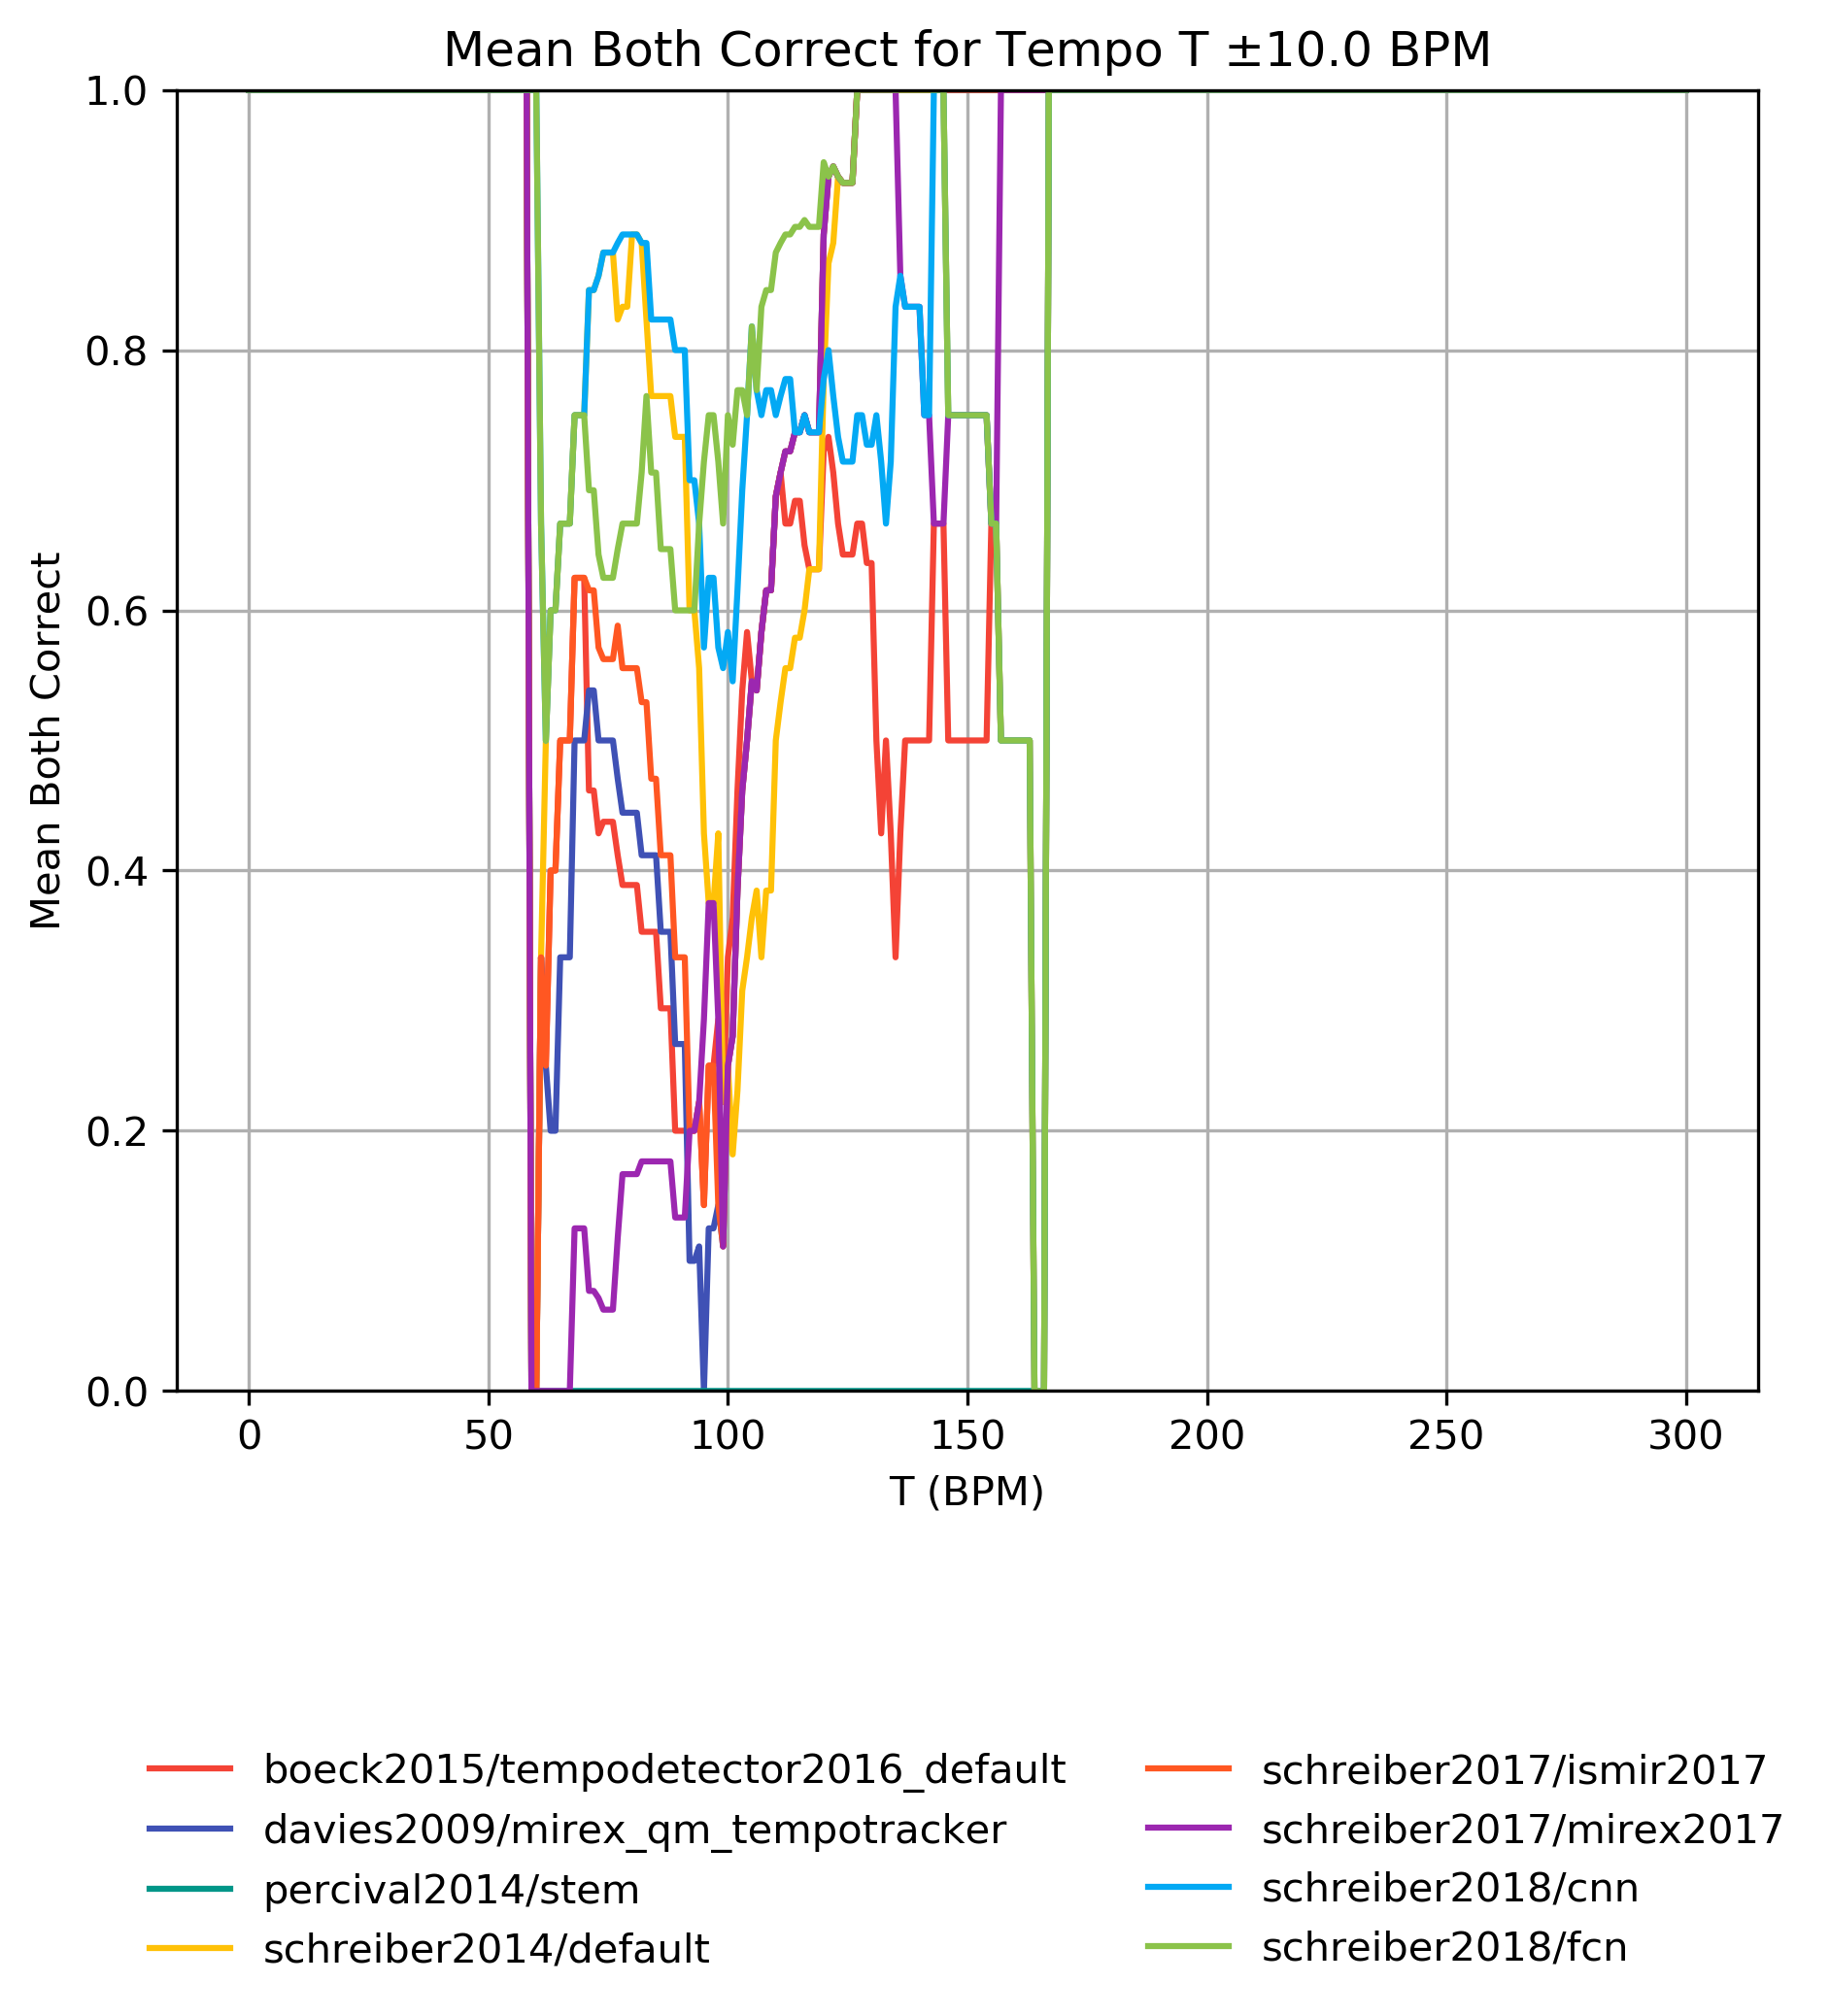 Mean Both Correct for Tempo T ±10.0 BPM
1.0
0.8
0.6
0.4
0.2
0.0
Mean Both Correct
0 50 100 150 200 250 300
T (BPM)
boeck2015/tempodetector2016_default
davies2009/mirex_qm_tempotracker
percival2014/stem
schreiber2014/default
schreiber2017/ismir2017
schreiber2017/mirex2017
schreiber2018/cnn
schreiber2018/fcn